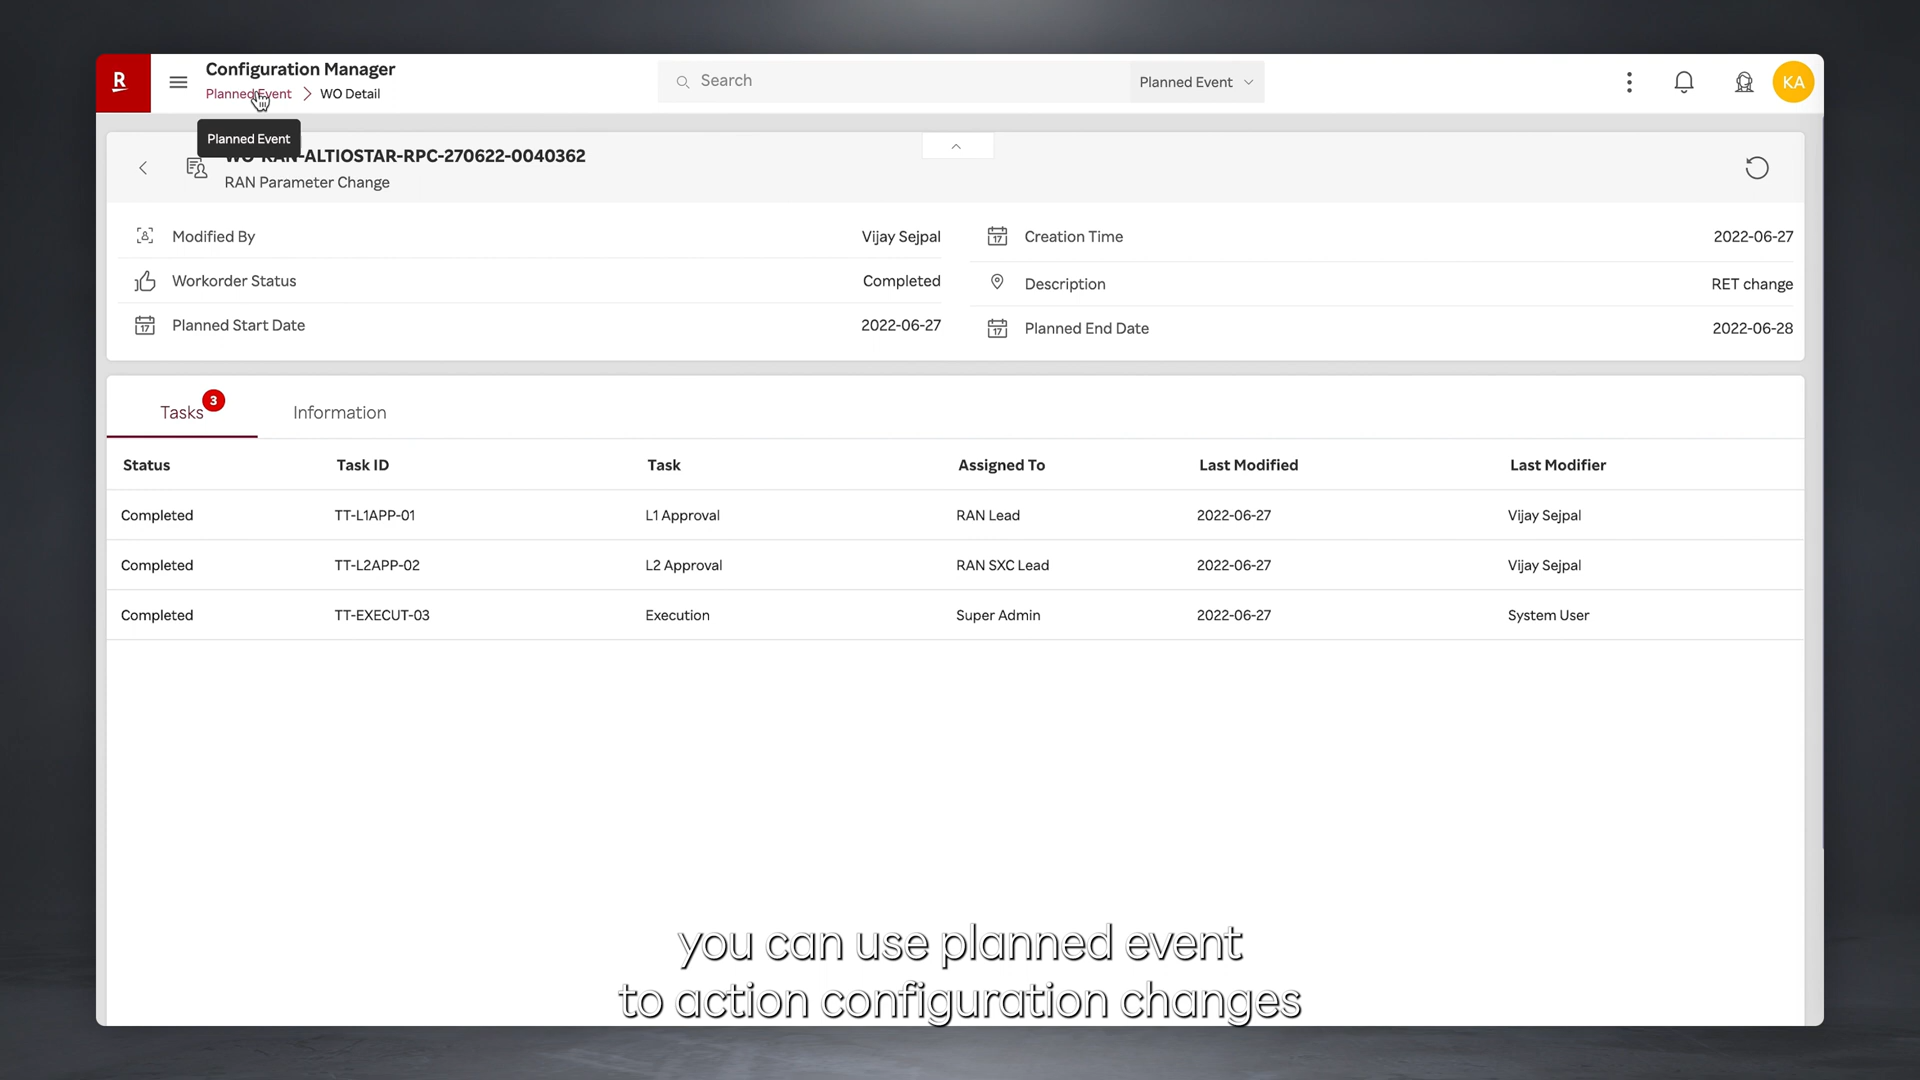 R
Configuration Manager
Planned Event > WO Detail
Search
Planned Event
KA
Planned Event
WO-RAN-ALTIOSTAR-RPC-270622-0040362
RAN Parameter Change
Modified By
Vijay Sejpal
17 Creation Time
2022-06-27
Workorder Status
Completed
Description
RET change
17 Planned Start Date
2022-06-27
17 Planned End Date
2022-06-28
Tasks 3
Information
Status Task ID Task Assigned To Last Modified Last Modifier
Completed TT-L1APP-01 L1 Approval RAN Lead 2022-06-27 Vijay Sejpal
Completed TT-L2APP-02 L2 Approval RAN SXC Lead 2022-06-27 Vijay Sejpal
Completed TT-EXECUT-03 Execution Super Admin 2022-06-27 System User
you can use planned event
to action configuration changes